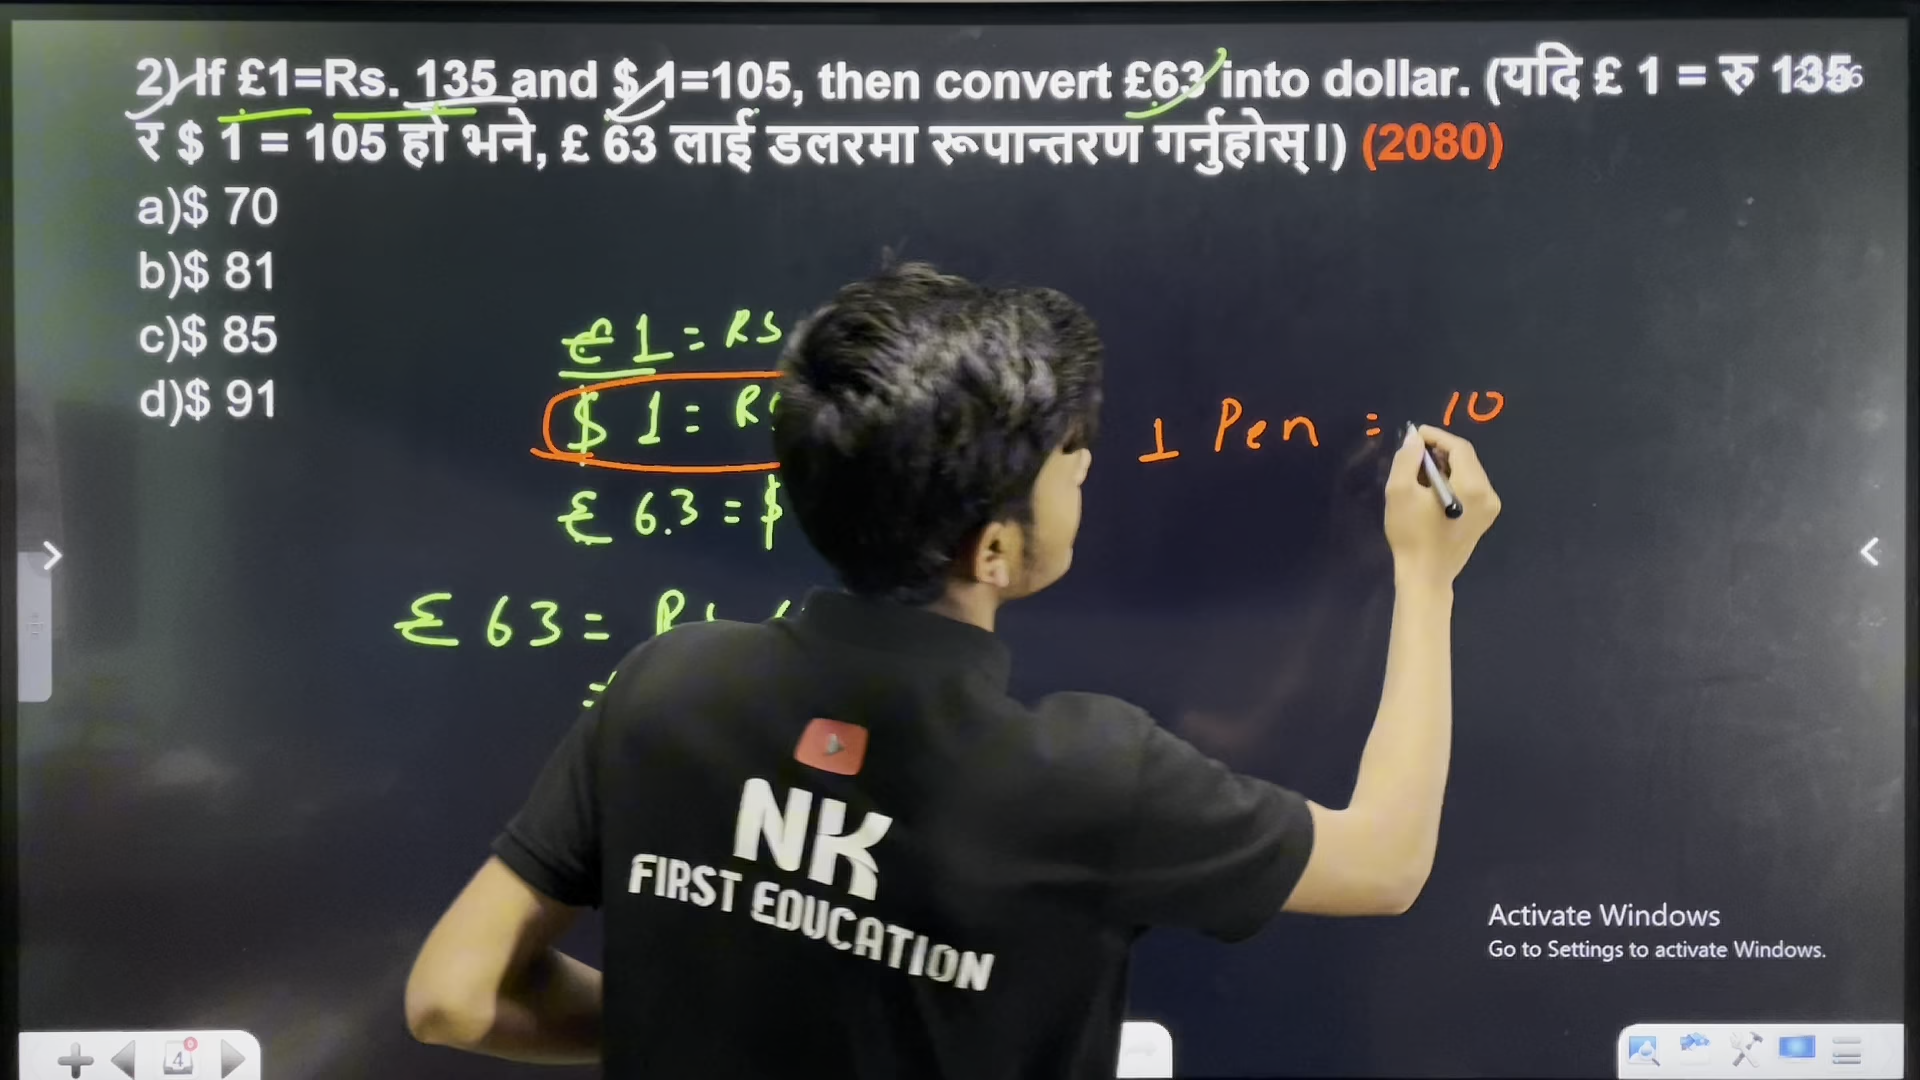 2) If £1=Rs. 135 and $ 1=105, then convert £63 into dollar. (यदि £ 1 = रु 135
र $ 1 = 105 हो भने, £ 63 लाई डलरमा रूपान्तरण गर्नुहोस्।) (2080)
a)$ 70
b)$ 81
c)$ 85
d)$ 91
£ 1 = RS
$ 1 =
£ 63 = $
1 Pen = 10
£ 63 = Rs
=
NK
FIRST EDUCATION
Activate Windows
Go to Settings to activate Windows.
4